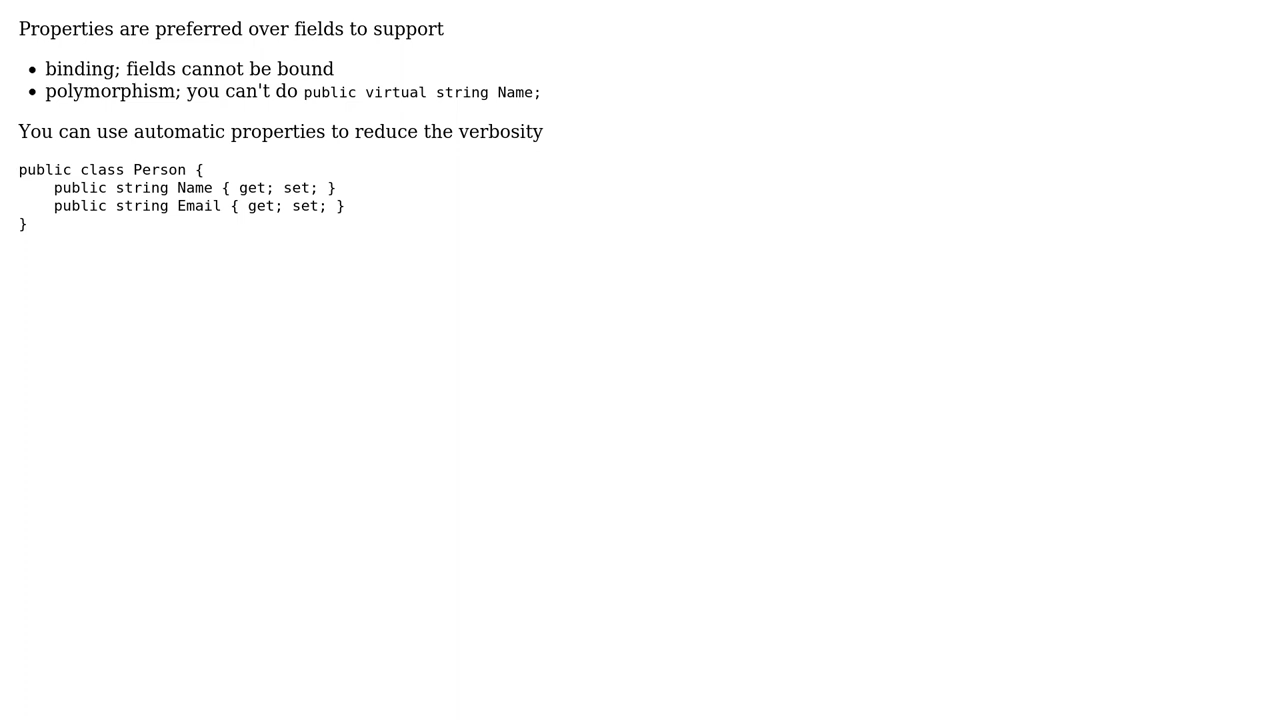 Properties are preferred over fields to support
• binding; fields cannot be bound
• polymorphism; you can't do public virtual string Name;
You can use automatic properties to reduce the verbosity
public class Person {
    public string Name { get; set; }
    public string Email { get; set; }
}